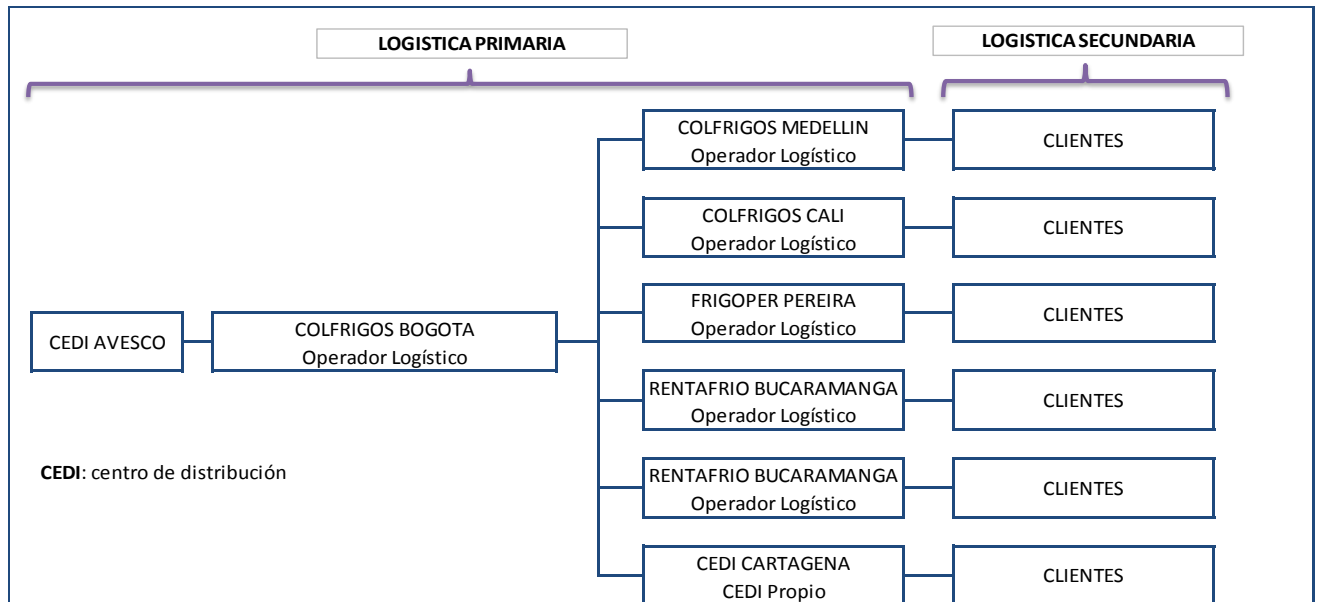 LOGISTICA PRIMARIA
LOGISTICA SECUNDARIA
COLFRIGOS MEDELLIN
Operador Logístico
CLIENTES
COLFRIGOS CALI
Operador Logístico
CLIENTES
FRIGOPER PEREIRA
Operador Logístico
CLIENTES
CEDI AVESCO
COLFRIGOS BOGOTA
Operador Logístico
RENTAFRIO BUCARAMANGA
Operador Logístico
CLIENTES
CEDI: centro de distribución
RENTAFRIO BUCARAMANGA
Operador Logístico
CLIENTES
CEDI CARTAGENA
CEDI Propio
CLIENTES